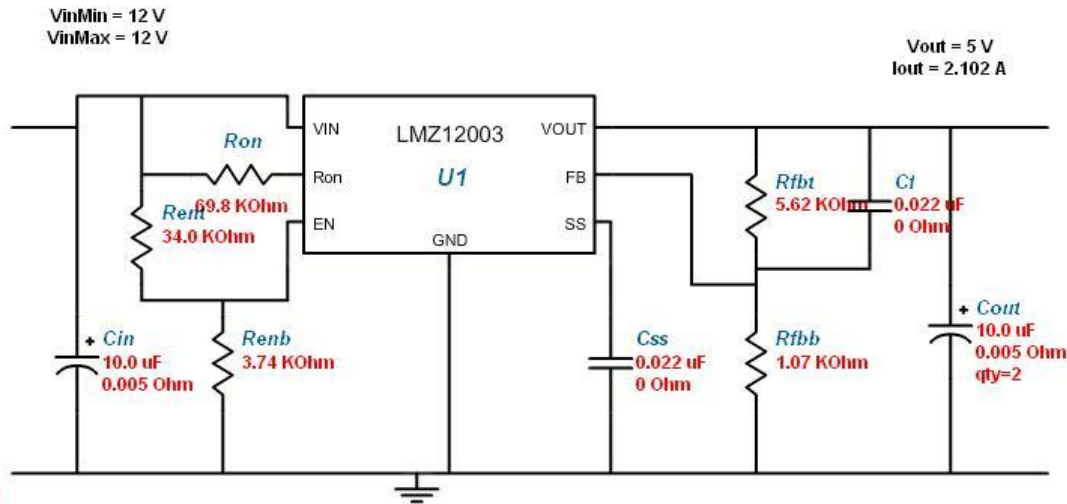 VinMin = 12 V
VinMax = 12 V
Vout = 5 V
Iout = 2.102 A
LMZ12003
U1
VIN
Ron
EN
GND
VOUT
FB
SS
Ron
69.8 KOhm
Rent
34.0 KOhm
Rfbt
5.62 KOhm
Cf
0.022 uF
0 Ohm
+ Cin
10.0 uF
0.005 Ohm
Renb
3.74 KOhm
Css
0.022 uF
0 Ohm
Rfbb
1.07 KOhm
+ Cout
10.0 uF
0.005 Ohm
qty=2